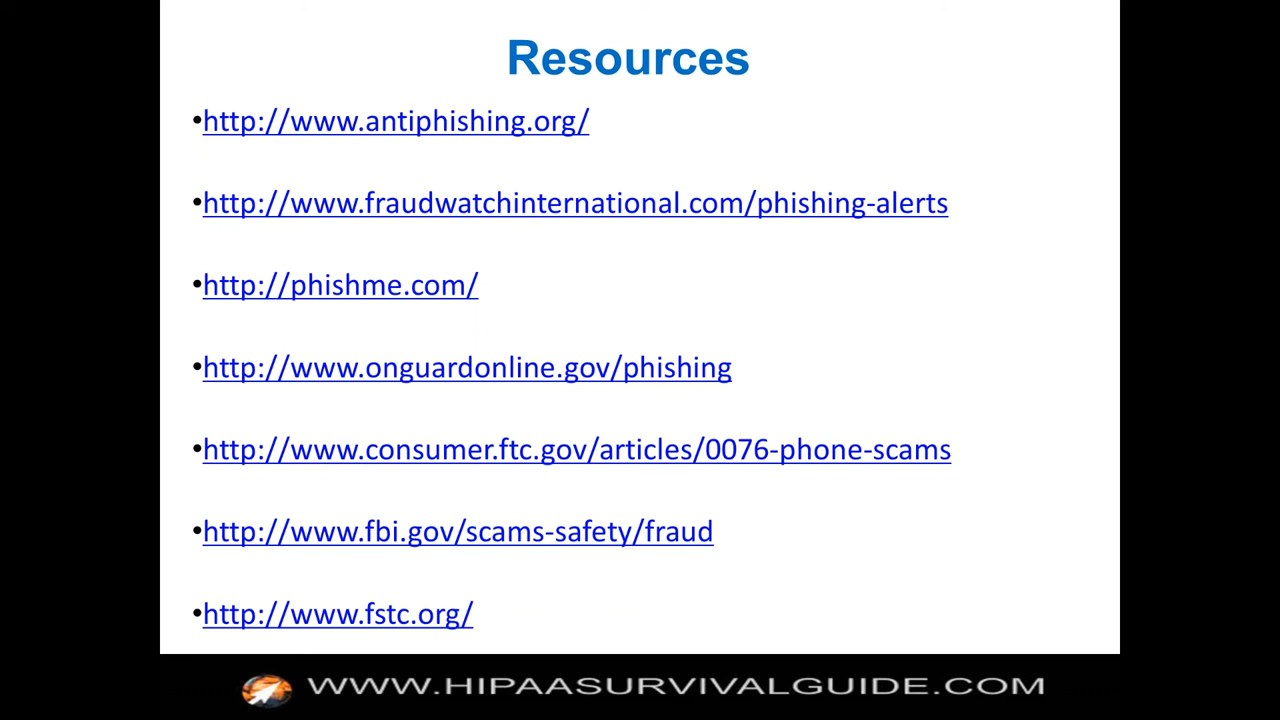 Resources
•http://www.antiphishing.org/
•http://www.fraudwatchinternational.com/phishing-alerts
•http://phishme.com/
•http://www.onguardonline.gov/phishing
•http://www.consumer.ftc.gov/articles/0076-phone-scams
•http://www.fbi.gov/scams-safety/fraud
•http://www.fstc.org/
WWW.HIPAASURVIVALGUIDE.COM